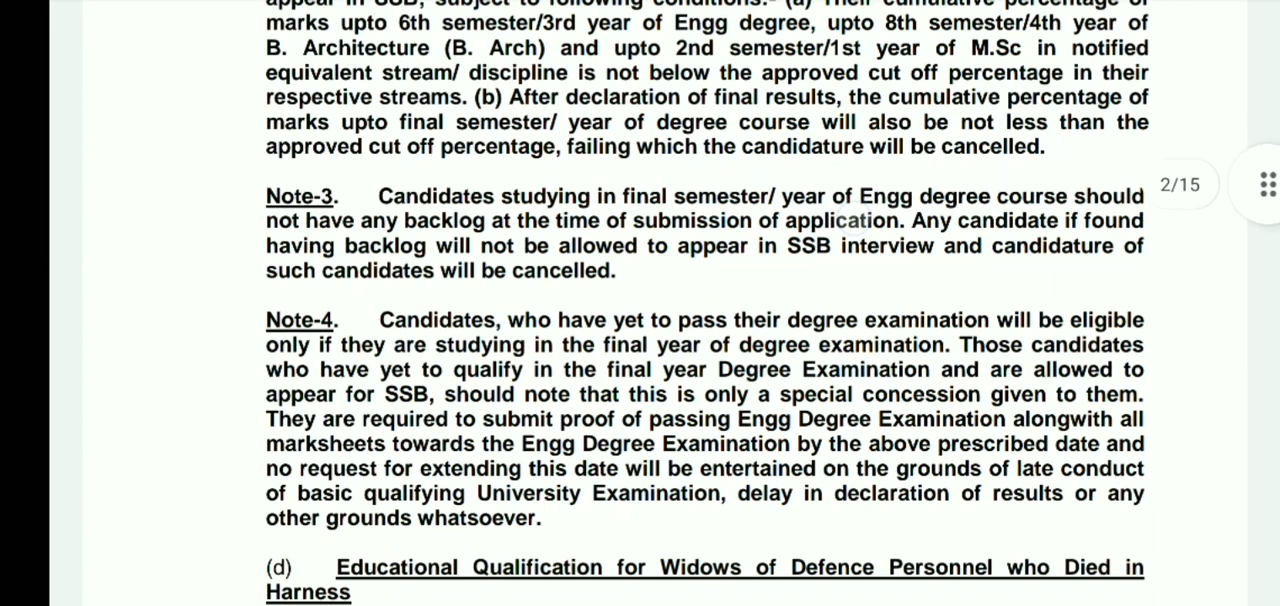 appear in SSB, subject to following conditions:- (a) Their cumulative percentage of
marks upto 6th semester/3rd year of Engg degree, upto 8th semester/4th year of
B. Architecture (B. Arch) and upto 2nd semester/1st year of M.Sc in notified
equivalent stream/ discipline is not below the approved cut off percentage in their
respective streams. (b) After declaration of final results, the cumulative percentage of
marks upto final semester/ year of degree course will also be not less than the
approved cut off percentage, failing which the candidature will be cancelled.
Note-3. Candidates studying in final semester/ year of Engg degree course should
not have any backlog at the time of submission of application. Any candidate if found
having backlog will not be allowed to appear in SSB interview and candidature of
such candidates will be cancelled.
2/15
Note-4. Candidates, who have yet to pass their degree examination will be eligible
only if they are studying in the final year of degree examination. Those candidates
who have yet to qualify in the final year Degree Examination and are allowed to
appear for SSB, should note that this is only a special concession given to them.
They are required to submit proof of passing Engg Degree Examination alongwith all
marksheets towards the Engg Degree Examination by the above prescribed date and
no request for extending this date will be entertained on the grounds of late conduct
of basic qualifying University Examination, delay in declaration of results or any
other grounds whatsoever.
(d) Educational Qualification for Widows of Defence Personnel who Died in
Harness